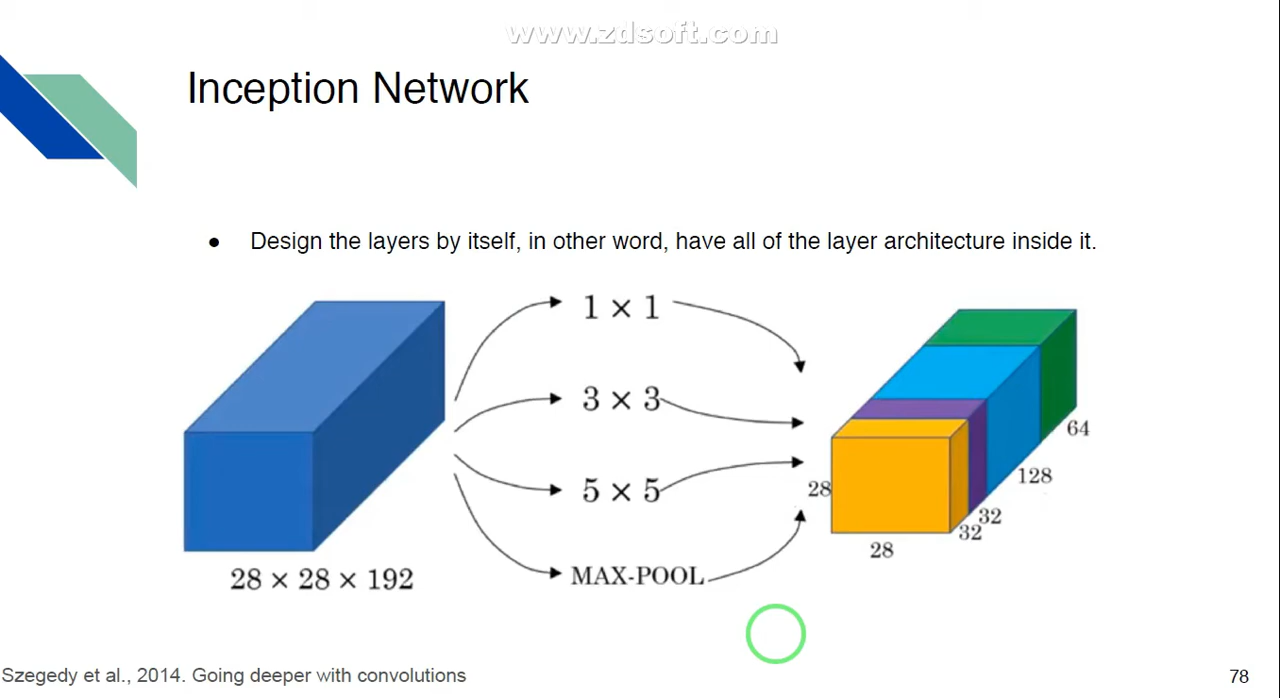 www.zdsoft.com
Inception Network
● Design the layers by itself, in other word, have all of the layer architecture inside it.
1 × 1
3 × 3
5 × 5
MAX-POOL
28 × 28 × 192
64
128
32
32
28
28
Szegedy et al., 2014. Going deeper with convolutions
78